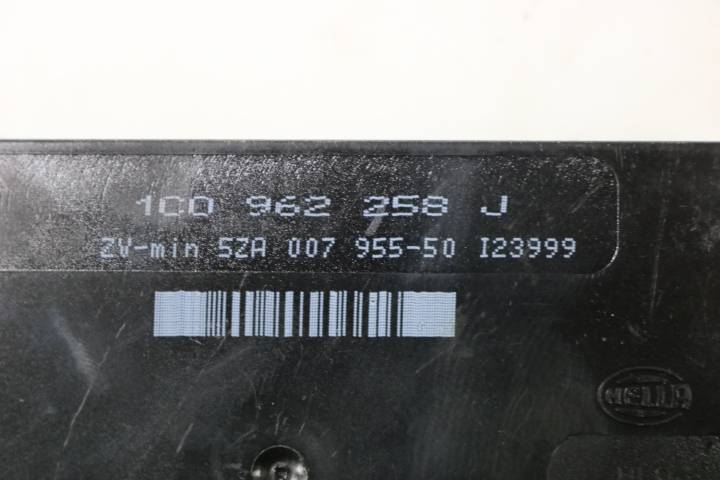 1C0 962 258 J
ZV-min 5ZA 007 955-50 I23999
HELLA